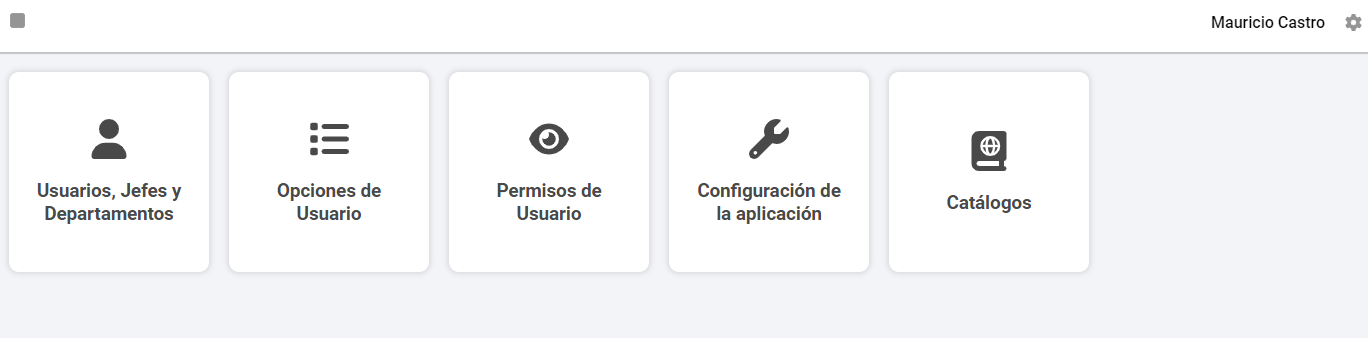 Mauricio Castro
Usuarios, Jefes y
Departamentos
Opciones de
Usuario
Permisos de
Usuario
Configuración de
la aplicación
Catálogos